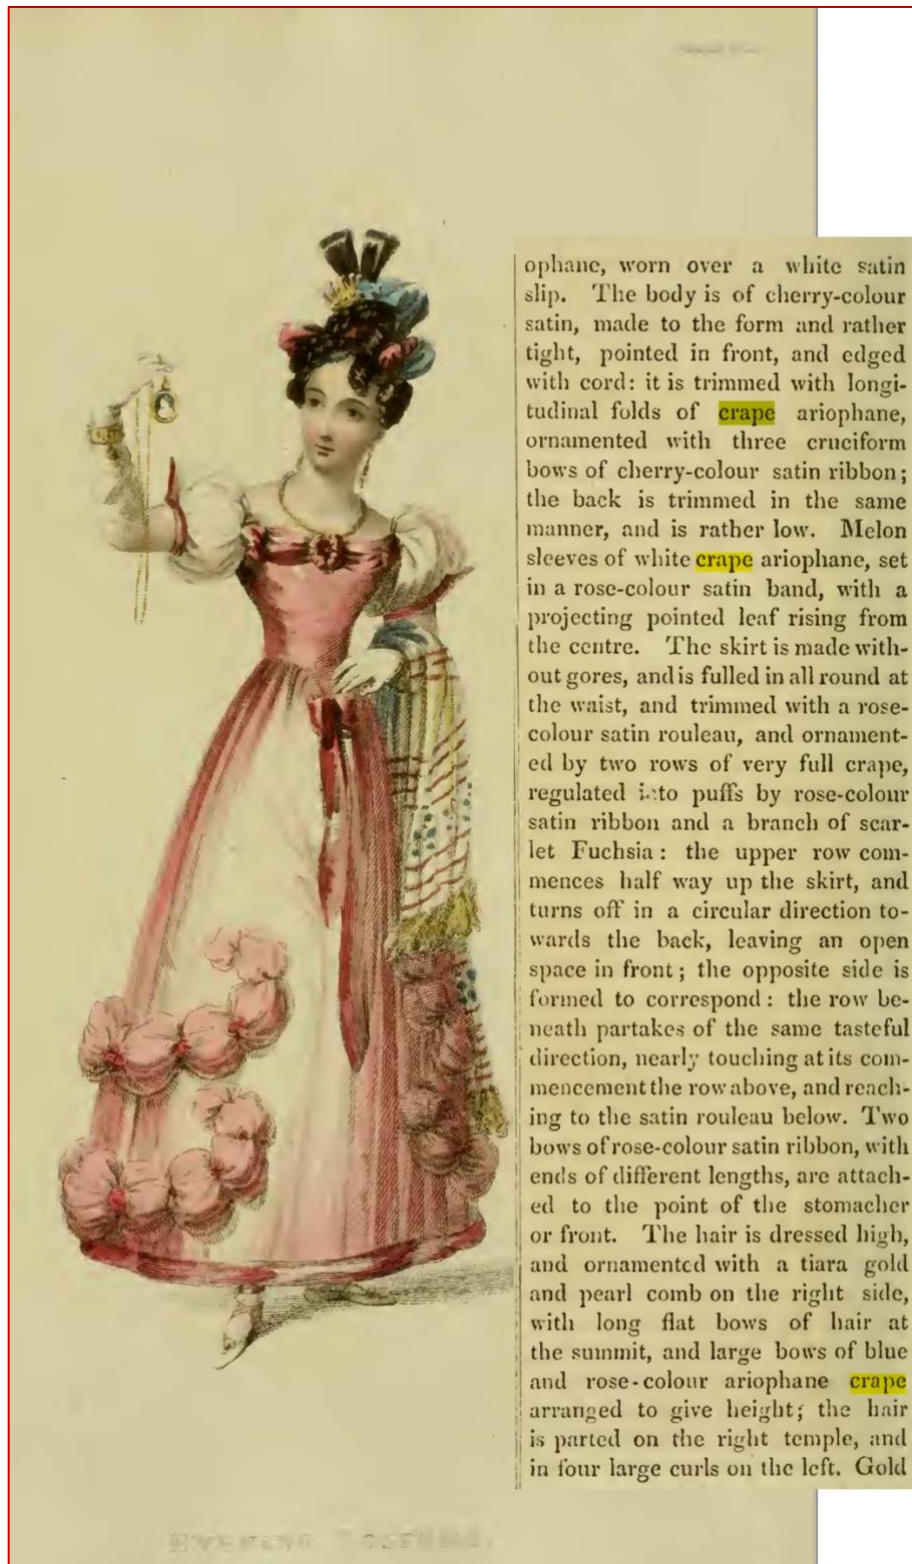 ophane, worn over a white satin
slip. The body is of cherry-colour
satin, made to the form and rather
tight, pointed in front, and edged
with cord: it is trimmed with longi-
tudinal folds of crape ariophane,
ornamented with three cruciform
bows of cherry-colour satin ribbon;
the back is trimmed in the same
manner, and is rather low. Melon
sleeves of white crape ariophane, set
in a rose-colour satin band, with a
projecting pointed leaf rising from
the centre. The skirt is made with-
out gores, and is fulled in all round at
the waist, and trimmed with a rose-
colour satin rouleau, and ornament-
ed by two rows of very full crape,
regulated into puffs by rose-colour
satin ribbon and a branch of scar-
let Fuchsia: the upper row com-
mences half way up the skirt, and
turns off in a circular direction to-
wards the back, leaving an open
space in front; the opposite side is
formed to correspond: the row be-
neath partakes of the same tasteful
direction, nearly touching at its com-
mencement the row above, and reach-
ing to the satin rouleau below. Two
bows of rose-colour satin ribbon, with
ends of different lengths, are attach-
ed to the point of the stomacher
or front. The hair is dressed high,
and ornamented with a tiara gold
and pearl comb on the right side,
with long flat bows of hair at
the summit, and large bows of blue
and rose-colour ariophane crape
arranged to give height; the hair
is parted on the right temple, and
in four large curls on the left. Gold
EVENING COSTUME.